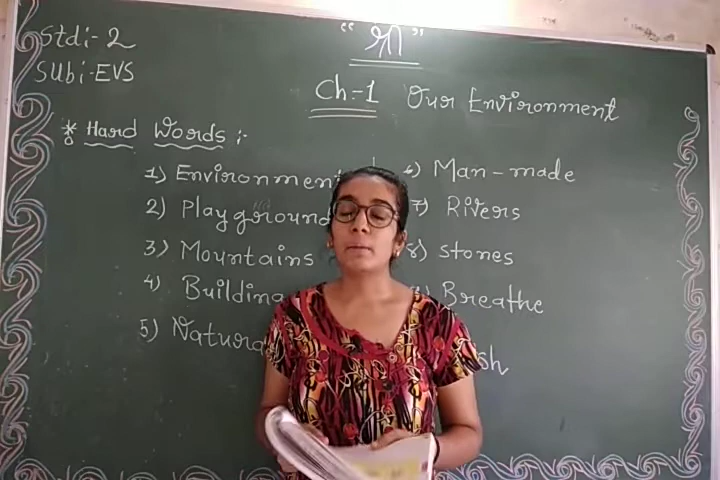 "श्री"
Stdi-2
SUbi-EVS
Ch:-1 Our Environment
* Hard Words :-
1) Environment
2) Playground
3) Mountains
4) Building
5) Natura
6) Man-made
7) Rivers
8) Stones
Breathe
sh